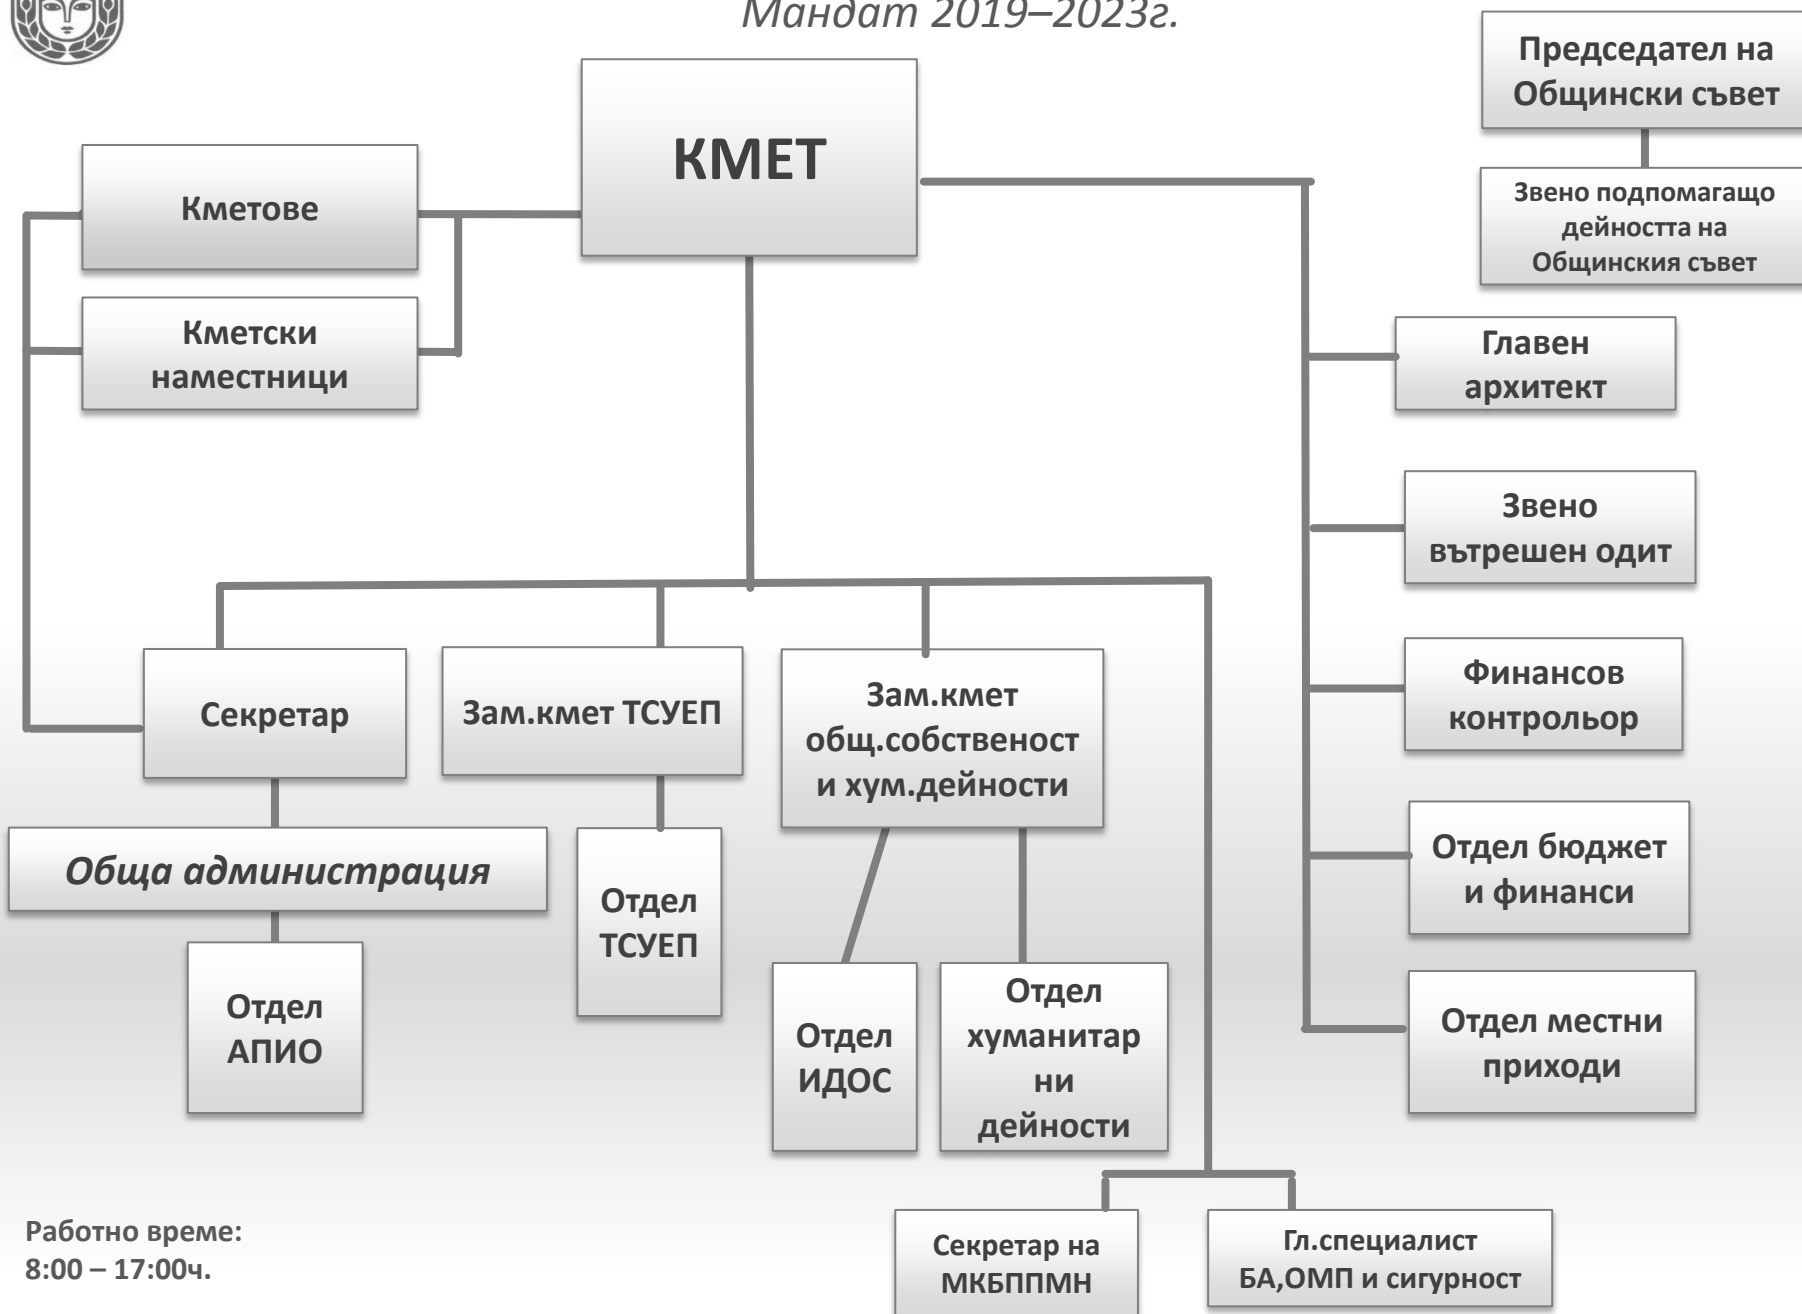 Мандат 2019–2023г.
Председател на
Общински съвет
КМЕТ
Звено подпомагащо
дейността на
Общинския съвет
Кметове
Кметски
наместници
Главен
архитект
Звено
вътрешен одит
Финансов
контрольор
Секретар
Зам.кмет ТСУЕП
Зам.кмет
общ.собственост
и хум.дейности
Отдел бюджет
и финанси
Обща администрация
Отдел
ТСУЕП
Отдел
АПИО
Отдел
ИДОС
Отдел
хуманитар
ни
дейности
Отдел местни
приходи
Работно време:
8:00 – 17:00ч.
Секретар на
МКБППМН
Гл.специалист
БА,ОМП и сигурност